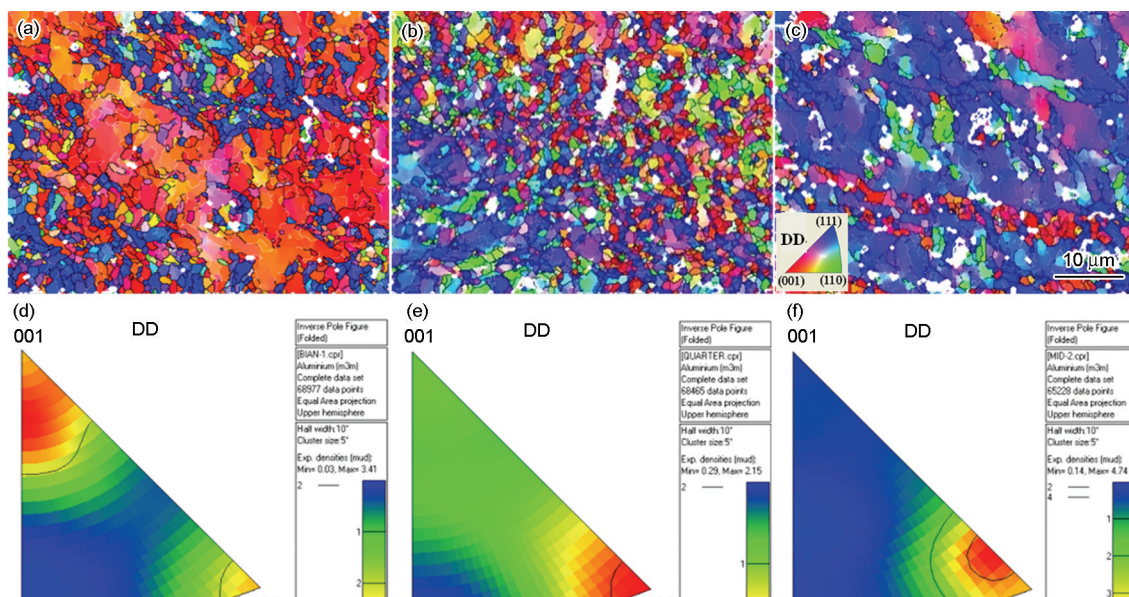 (a)
(b)
(c)
DD
(111)
(001)
(110)
10 μm
(d)
DD
001
Inverse Pole Figure
(Folded)
[BIAN-1.cpr]
Aluminium (m3m)
Complete data set
68977 data points
Equal Area projection
Upper hemisphere
Half width:10°
Cluster size:5°
Exp. densities (mud):
Min= 0.03, Max= 3.41
2
1
2
(e)
DD
001
Inverse Pole Figure
(Folded)
[QUARTER.cpr]
Aluminium (m3m)
Complete data set
68465 data points
Equal Area projection
Upper hemisphere
Half width:10°
Cluster size:5°
Exp. densities (mud):
Min= 0.29, Max= 2.15
2
1
(f)
DD
001
Inverse Pole Figure
(Folded)
[MID-2.cpr]
Aluminium (m3m)
Complete data set
65228 data points
Equal Area projection
Upper hemisphere
Half width:10°
Cluster size:5°
Exp. densities (mud):
Min= 0.14, Max= 4.74
2
4
1
2
3